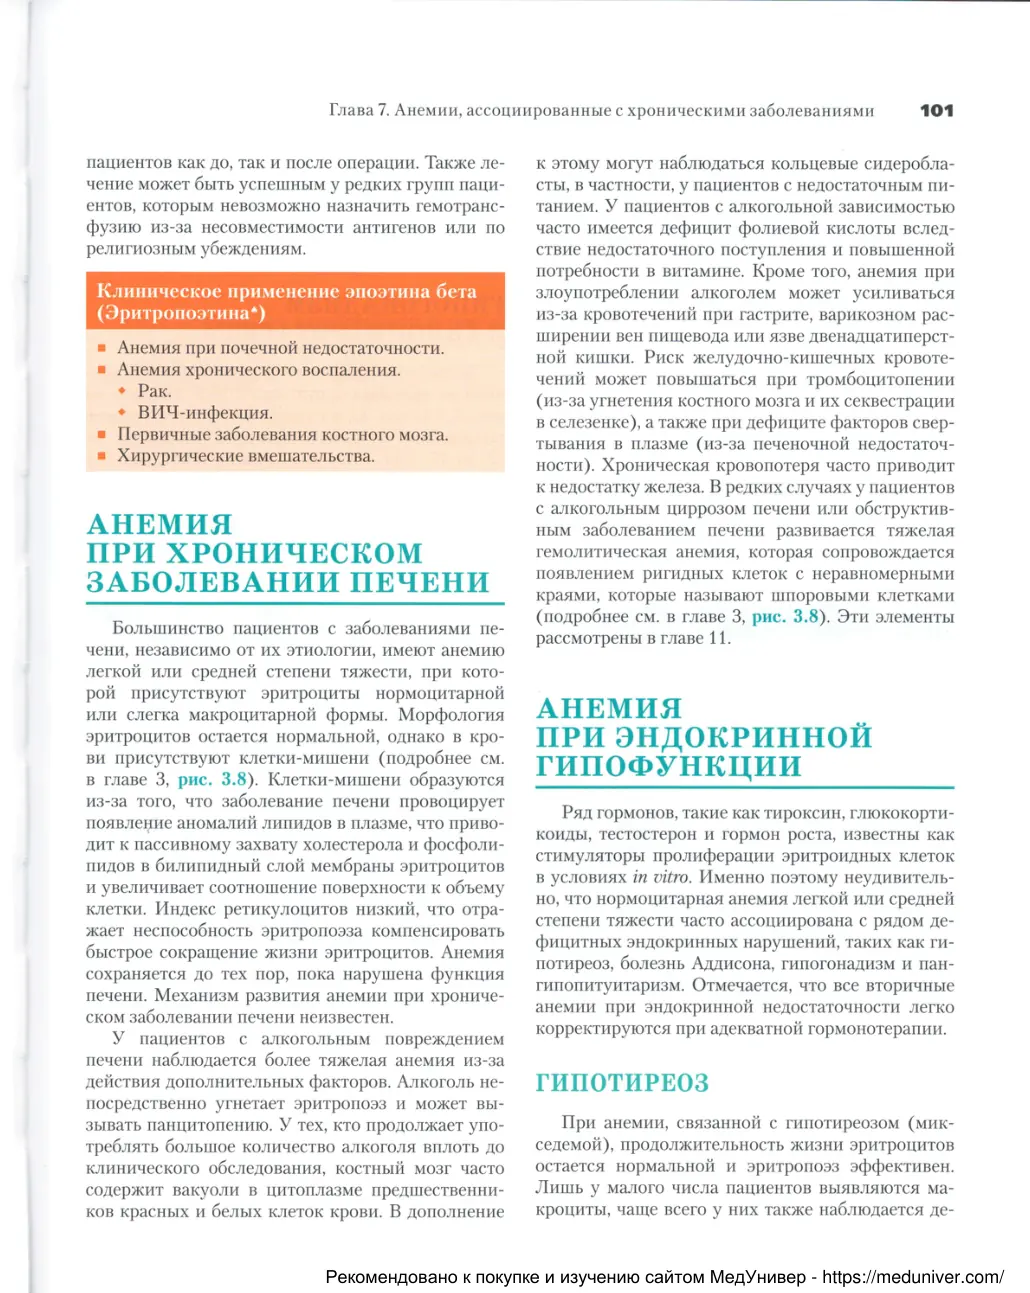 Глава 7. Анемии, ассоциированные с хроническими заболеваниями 101
пациентов как до, так и после операции. Также ле-
чение может быть успешным у редких групп паци-
ентов, которым невозможно назначить гемотранс-
фузию из-за несовместимости антигенов или по
религиозным убеждениям.
Клиническое применение эпоэтина бета
(Эритропоэтина*)
▪ Анемия при почечной недостаточности.
▪ Анемия хронического воспаления.
◆ Рак.
◆ ВИЧ-инфекция.
▪ Первичные заболевания костного мозга.
▪ Хирургические вмешательства.
АНЕМИЯ
ПРИ ХРОНИЧЕСКОМ
ЗАБОЛЕВАНИИ ПЕЧЕНИ
Большинство пациентов с заболеваниями пе-
чени, независимо от их этиологии, имеют анемию
легкой или средней степени тяжести, при кото-
рой присутствуют эритроциты нормоцитарной
или слегка макроцитарной формы. Морфология
эритроцитов остается нормальной, однако в кро-
ви присутствуют клетки-мишени (подробнее см.
в главе 3, рис. 3.8). Клетки-мишени образуются
из-за того, что заболевание печени провоцирует
появление аномалий липидов в плазме, что приво-
дит к пассивному захвату холестерола и фосфоли-
пидов в билипидный слой мембраны эритроцитов
и увеличивает соотношение поверхности к объему
клетки. Индекс ретикулоцитов низкий, что отра-
жает неспособность эритропоэза компенсировать
быстрое сокращение жизни эритроцитов. Анемия
сохраняется до тех пор, пока нарушена функция
печени. Механизм развития анемии при хрониче-
ском заболевании печени неизвестен.
У пациентов с алкогольным повреждением
печени наблюдается более тяжелая анемия из-за
действия дополнительных факторов. Алкоголь не-
посредственно угнетает эритропоэз и может вы-
зывать панцитопению. У тех, кто продолжает упо-
треблять большое количество алкоголя вплоть до
клинического обследования, костный мозг часто
содержит вакуоли в цитоплазме предшественни-
ков красных и белых клеток крови. В дополнение
к этому могут наблюдаться кольцевые сидеробла-
сты, в частности, у пациентов с недостаточным пи-
танием. У пациентов с алкогольной зависимостью
часто имеется дефицит фолиевой кислоты вслед-
ствие недостаточного поступления и повышенной
потребности в витамине. Кроме того, анемия при
злоупотреблении алкоголем может усиливаться
из-за кровотечений при гастрите, варикозном рас-
ширении вен пищевода или язве двенадцатиперст-
ной кишки. Риск желудочно-кишечных кровоте-
чений может повышаться при тромбоцитопении
(из-за угнетения костного мозга и их секвестрации
в селезенке), а также при дефиците факторов свер-
тывания в плазме (из-за печеночной недостаточ-
ности). Хроническая кровопотеря часто приводит
к недостатку железа. В редких случаях у пациентов
с алкогольным циррозом печени или обструктив-
ным заболеванием печени развивается тяжелая
гемолитическая анемия, которая сопровождается
появлением ригидных клеток с неравномерными
краями, которые называют шпоровыми клетками
(подробнее см. в главе 3, рис. 3.8). Эти элементы
рассмотрены в главе 11.
АНЕМИЯ
ПРИ ЭНДОКРИННОЙ
ГИПОФУНКЦИИ
Ряд гормонов, такие как тироксин, глюкокорти-
коиды, тестостерон и гормон роста, известны как
стимуляторы пролиферации эритроидных клеток
в условиях in vitro. Именно поэтому неудивитель-
но, что нормоцитарная анемия легкой или средней
степени тяжести часто ассоциирована с рядом де-
фицитных эндокринных нарушений, таких как ги-
потиреоз, болезнь Аддисона, гипогонадизм и пан-
гипопитуитаризм. Отмечается, что все вторичные
анемии при эндокринной недостаточности легко
корректируются при адекватной гормонотерапии.
ГИПОТИРЕОЗ
При анемии, связанной с гипотиреозом (мик-
седемой), продолжительность жизни эритроцитов
остается нормальной и эритропоэз эффективен.
Лишь у малого числа пациентов выявляются ма-
кроциты, чаще всего у них также наблюдается де-
Рекомендовано к покупке и изучению сайтом МедУнивер - https://meduniver.com/